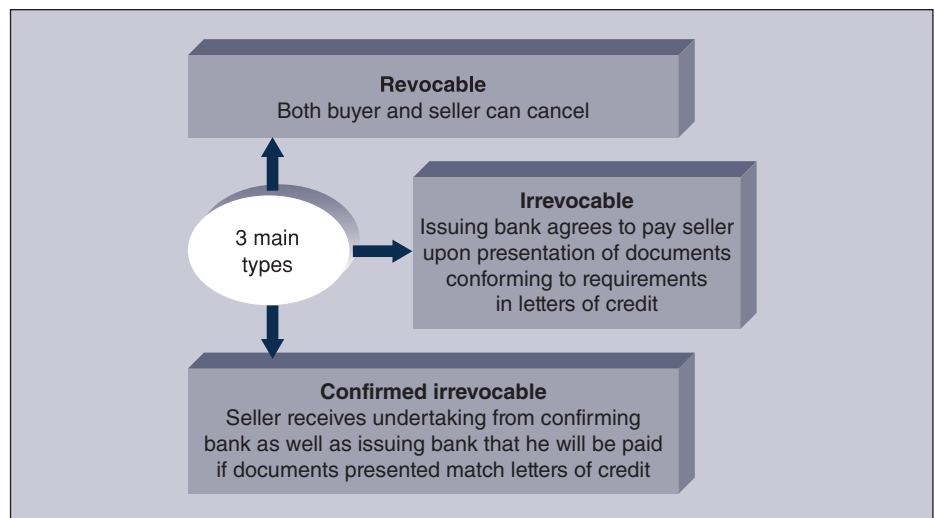 Revocable
Both buyer and seller can cancel
3 main
types
Irrevocable
Issuing bank agrees to pay seller
upon presentation of documents
conforming to requirements
in letters of credit
Confirmed irrevocable
Seller receives undertaking from confirming
bank as well as issuing bank that he will be paid
if documents presented match letters of credit